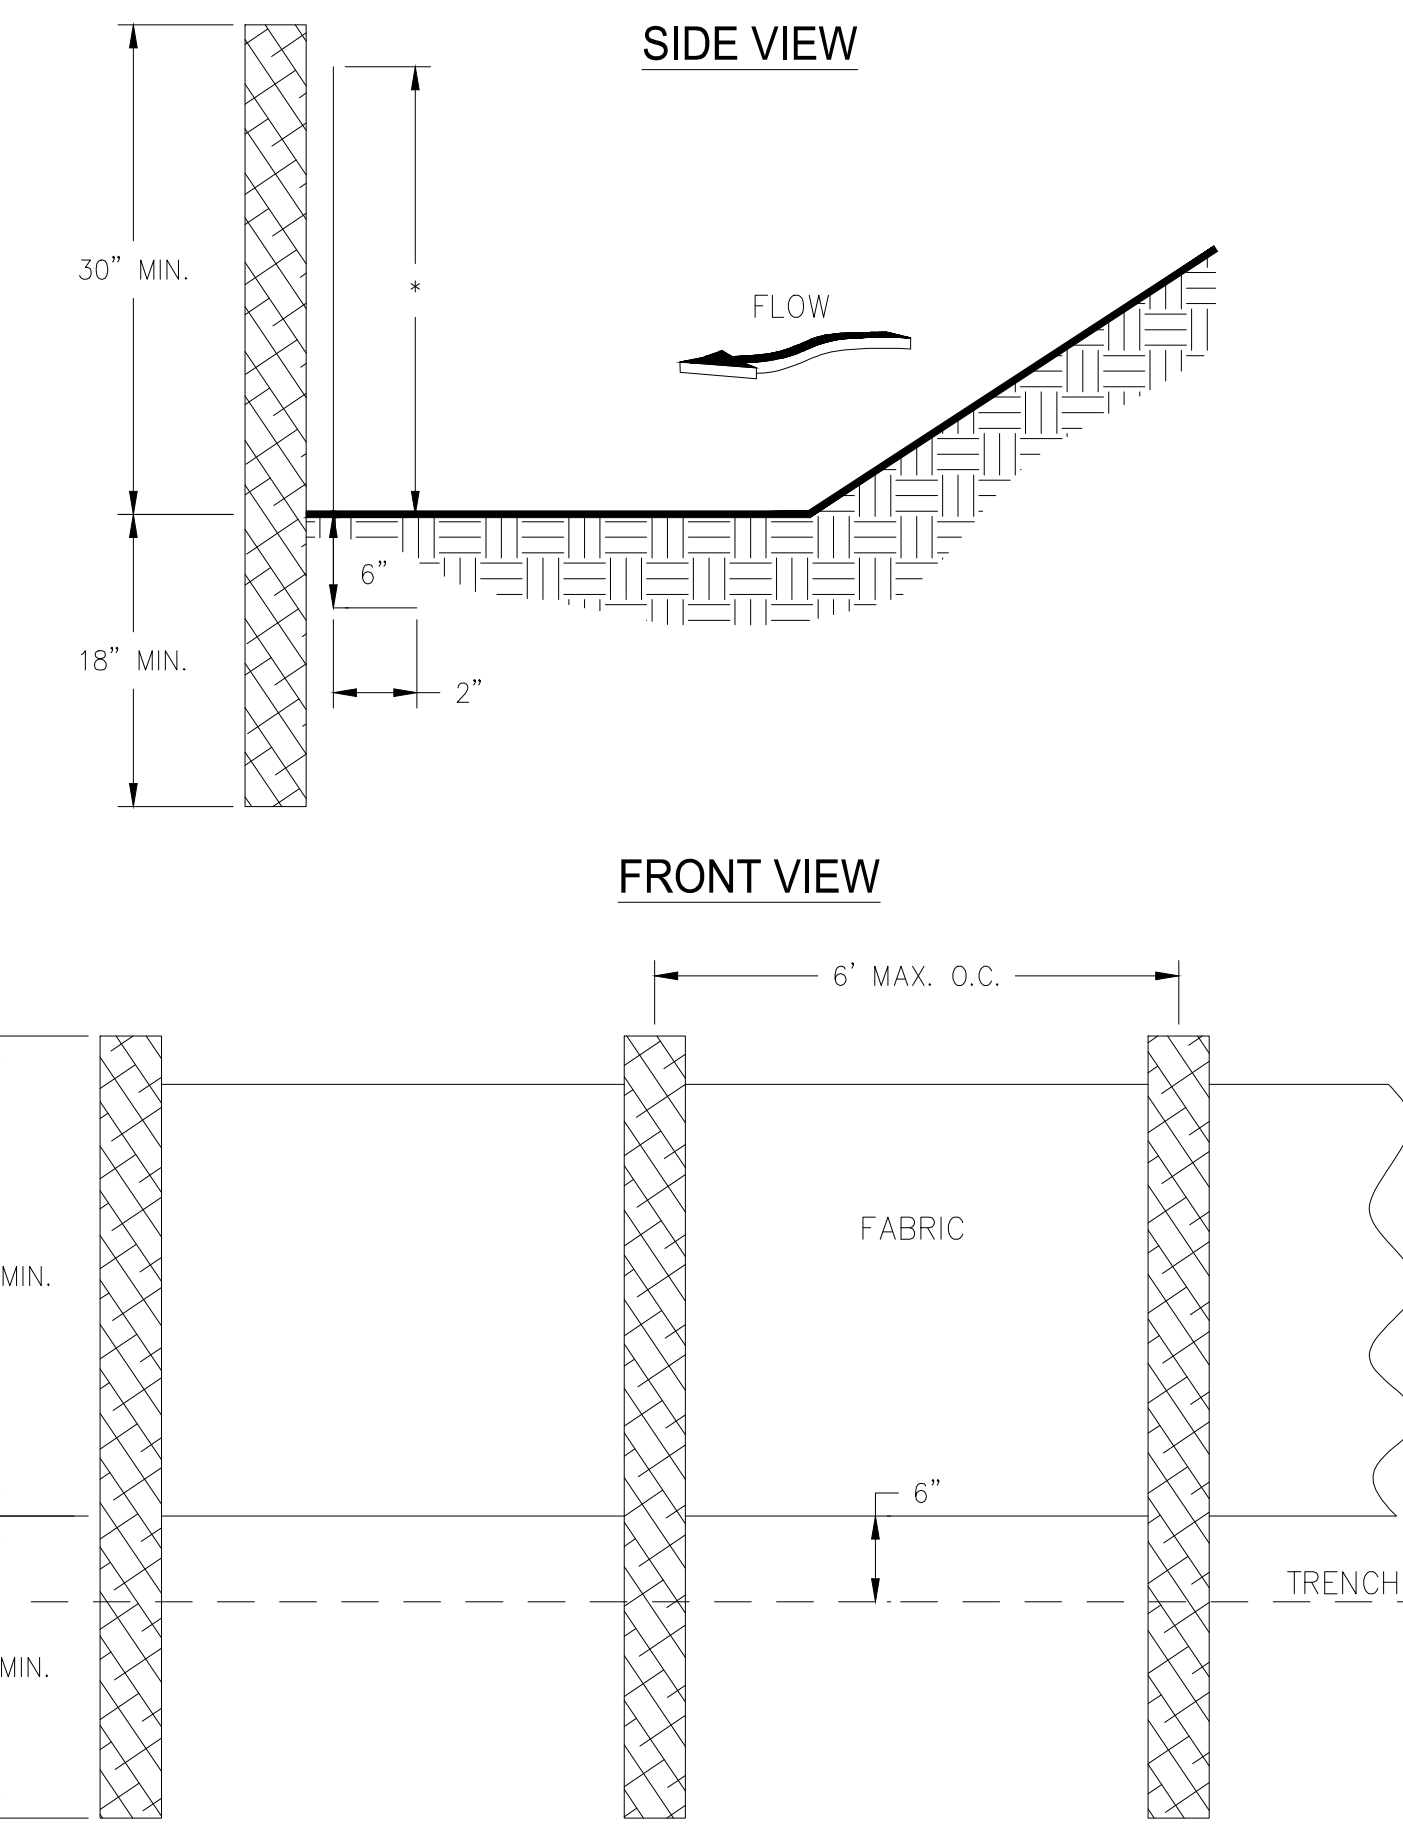 SIDE VIEW
30” MIN.
*
FLOW
6”
18” MIN.
2”
FRONT VIEW
6’ MAX. O.C.
FABRIC
MIN.
6”
TRENCH
MIN.